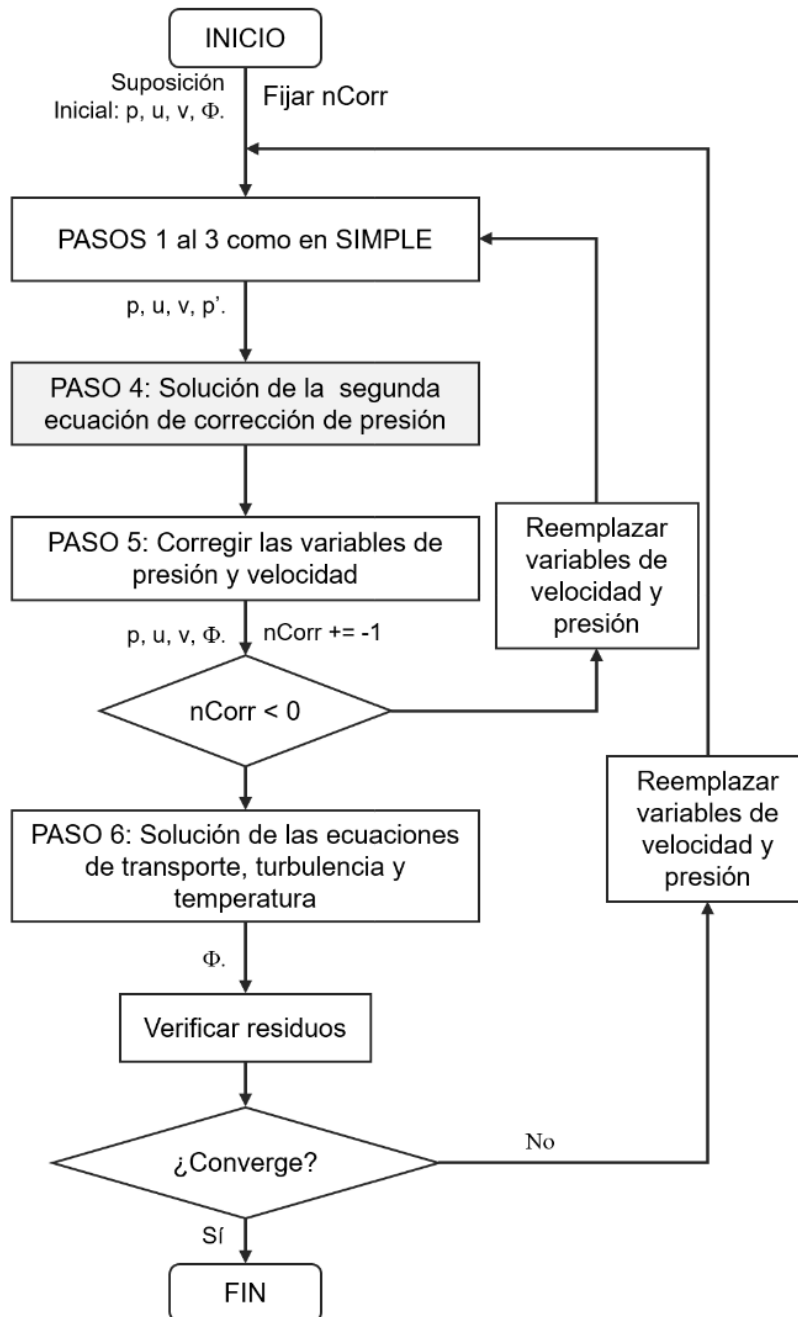 INICIO
Suposición
Inicial: p, u, v, Φ.
Fijar nCorr
PASOS 1 al 3 como en SIMPLE
p, u, v, p’.
PASO 4: Solución de la segunda
ecuación de corrección de presión
PASO 5: Corregir las variables de
presión y velocidad
Reemplazar
variables de
velocidad y
presión
p, u, v, Φ.
nCorr += -1
nCorr < 0
PASO 6: Solución de las ecuaciones
de transporte, turbulencia y
temperatura
Reemplazar
variables de
velocidad y
presión
Φ.
Verificar residuos
¿Converge?
No
Sí
FIN